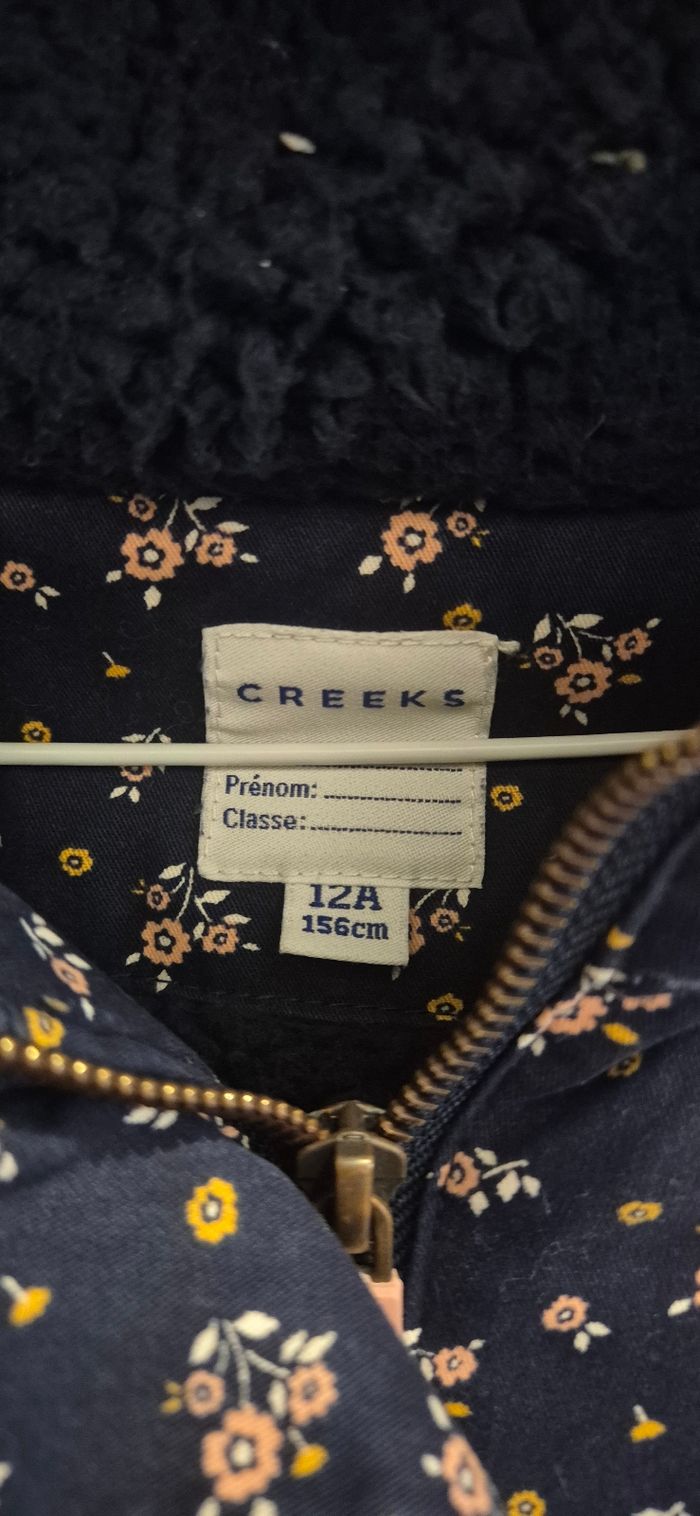 CREEKS
Prénom:
Classe:
12A
156cm